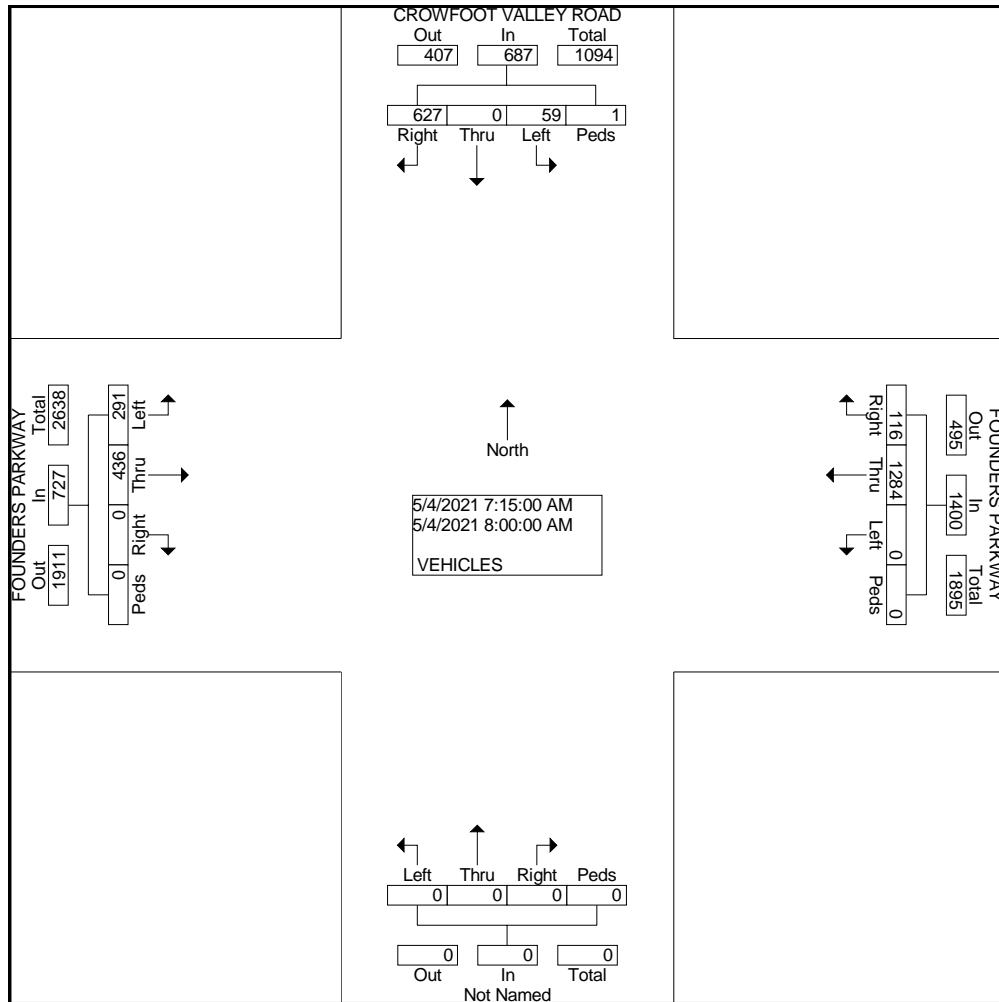 CROWFOOT VALLEY ROAD
Out In Total
407 687 1094
627 0 59 1
Right Thru Left Peds
FOUNDERS PARKWAY
Total In Out
2638 727 1911
291 436 0 0
Left Thru Right Peds
North
5/4/2021 7:15:00 AM
5/4/2021 8:00:00 AM
VEHICLES
FOUNDERS PARKWAY
Out In Total
495 1400 1895
116 1284 0 0
Right Thru Left Peds
Left Thru Right Peds
0 0 0 0
0 0 0
Out In Total
Not Named